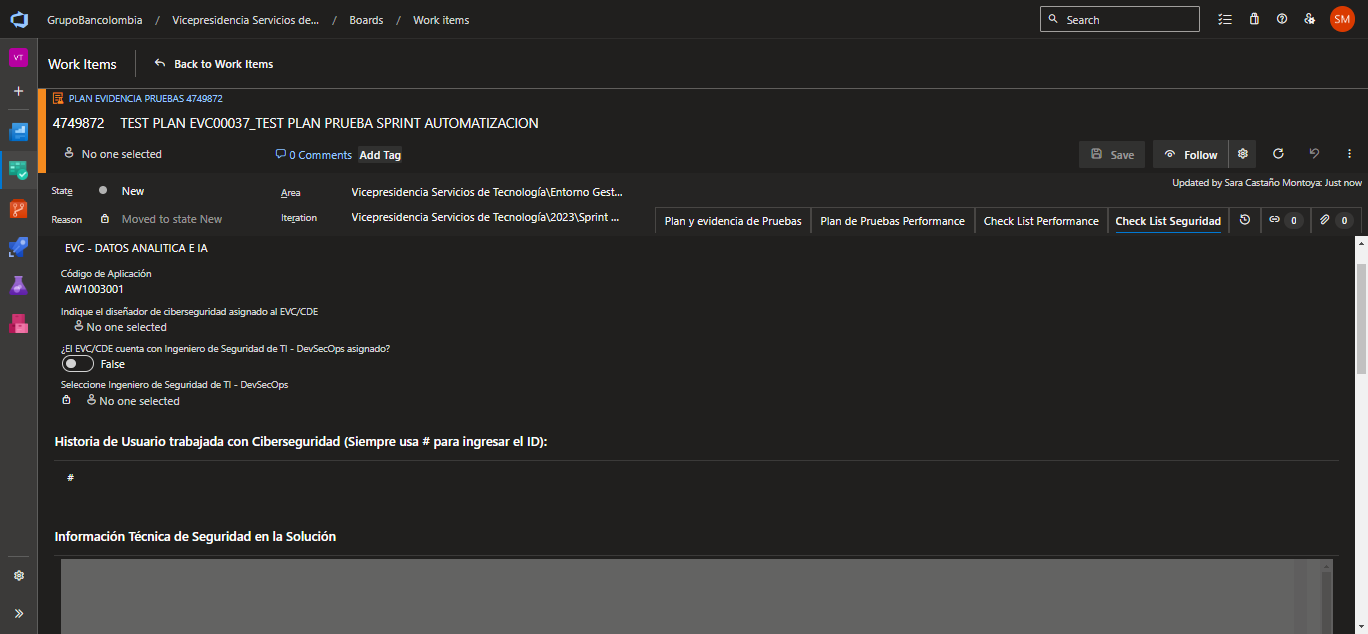 GrupoBancolombia / Vicepresidencia Servicios de... / Boards / Work items
Search
SM
VT
Work Items
Back to Work Items
PLAN EVIDENCIA PRUEBAS 4749872
4749872 TEST PLAN EVC00037_TEST PLAN PRUEBA SPRINT AUTOMATIZACION
No one selected
0 Comments
Add Tag
Save
Follow
State New
Area Vicepresidencia Servicios de Tecnología\Entorno Gest...
Updated by Sara Castaño Montoya: Just now
Reason Moved to state New
Iteration Vicepresidencia Servicios de Tecnología\2023\Sprint ...
Plan y evidencia de Pruebas
Plan de Pruebas Performance
Check List Performance
Check List Seguridad
0
0
EVC - DATOS ANALITICA E IA
Código de Aplicación
AW1003001
Indique el diseñador de ciberseguridad asignado al EVC/CDE
No one selected
¿El EVC/CDE cuenta con Ingeniero de Seguridad de TI - DevSecOps asignado?
False
Seleccione Ingeniero de Seguridad de TI - DevSecOps
No one selected
Historia de Usuario trabajada con Ciberseguridad (Siempre usa # para ingresar el ID):
#
Información Técnica de Seguridad en la Solución